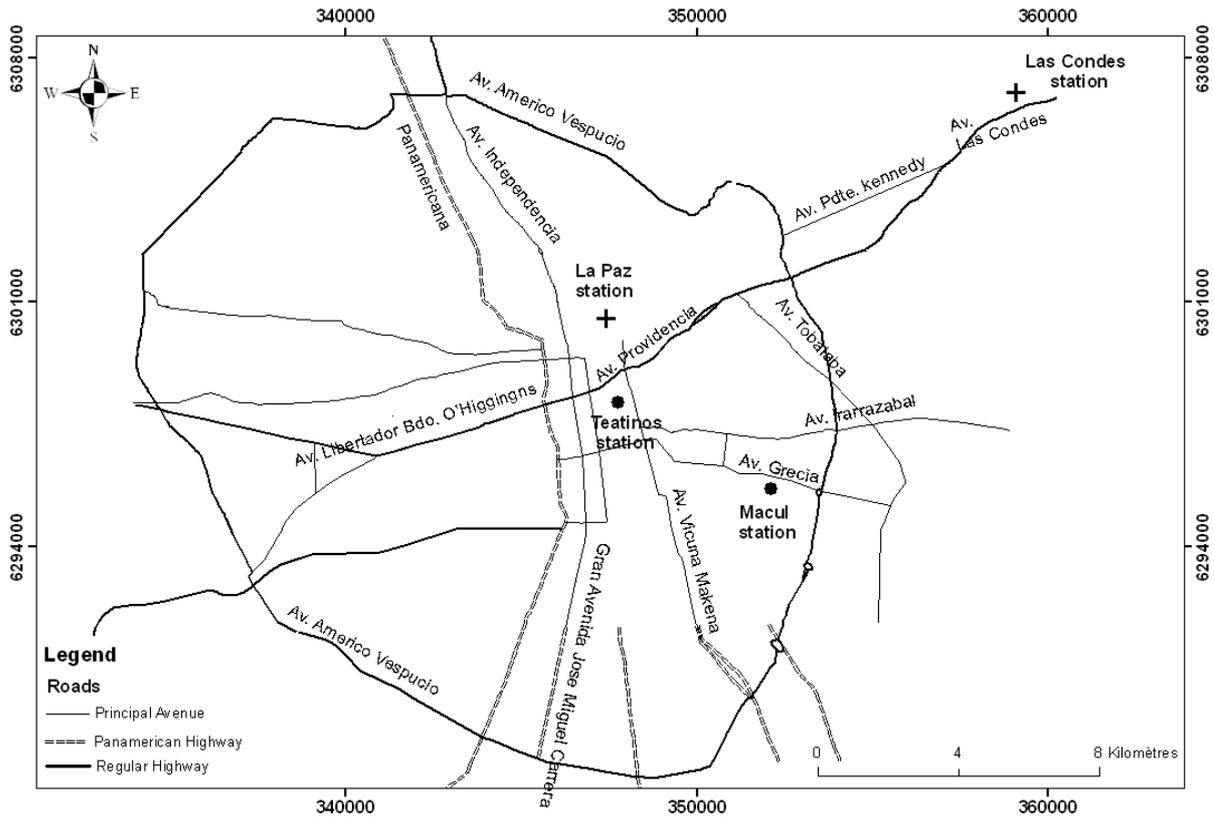 340000
350000
360000
6308000
6308000
N
W
E
S
Las Condes
station
Av. Americo Vespucio
Av.
Las Condes
Panamericana
Av. Independencia
Av. Pdte. kennedy
La Paz
station
6301000
6301000
Av. Providencia
Av. Tobalaba
Av. Libertador Bdo. O'Higgingns
Teatinos
station
Av. Irarrazabal
Av. Grecia
Macul
station
Av. Vicuna Makena
6294000
6294000
Gran Avenida Jose Miguel Carrera
Av. Americo Vespucio
Legend
Roads
Principal Avenue
Panamerican Highway
Regular Highway
0
4
8 Kilomètres
340000
350000
360000